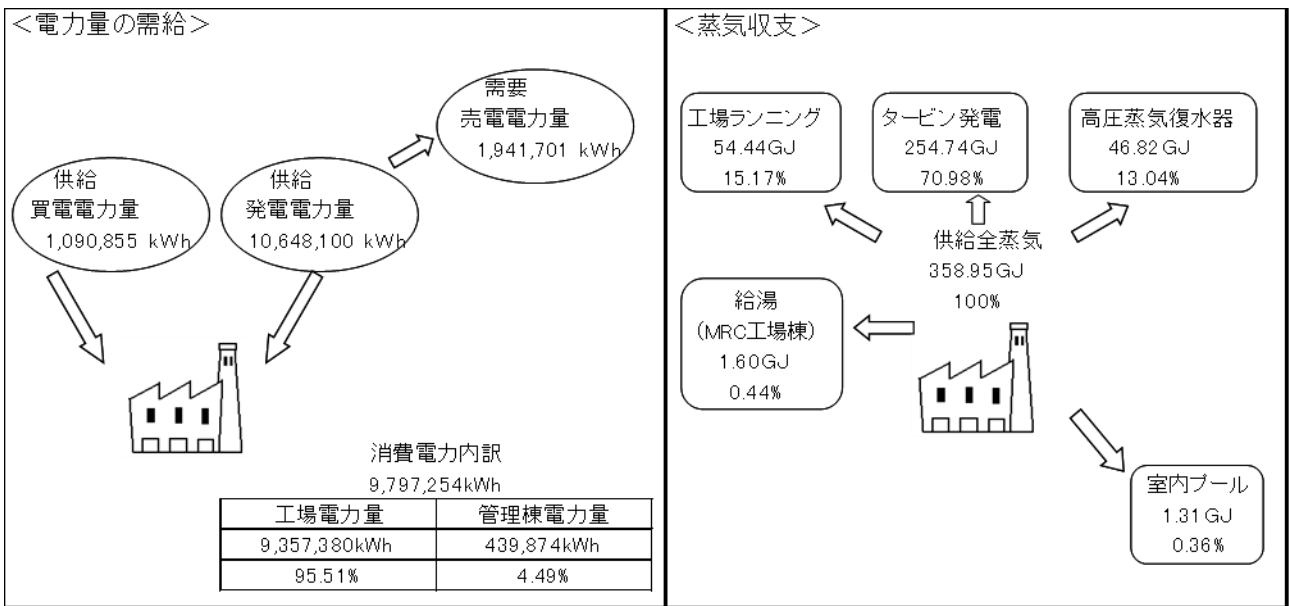 ＜電力量の需給＞
需要
売電電力量
1,941,701 kWh
供給
買電電力量
1,090,855 kWh
供給
発電電力量
10,648,100 kWh
消費電力内訳
9,797,254kWh
工場電力量
管理棟電力量
9,357,380kWh
439,874kWh
95.51%
4.49%
＜蒸気収支＞
工場ランニング
54.44GJ
15.17%
タービン発電
254.74GJ
70.98%
高圧蒸気復水器
46.82GJ
13.04%
供給全蒸気
358.95GJ
100%
給湯
(MRC工場棟)
1.60GJ
0.44%
室内プール
1.31GJ
0.36%